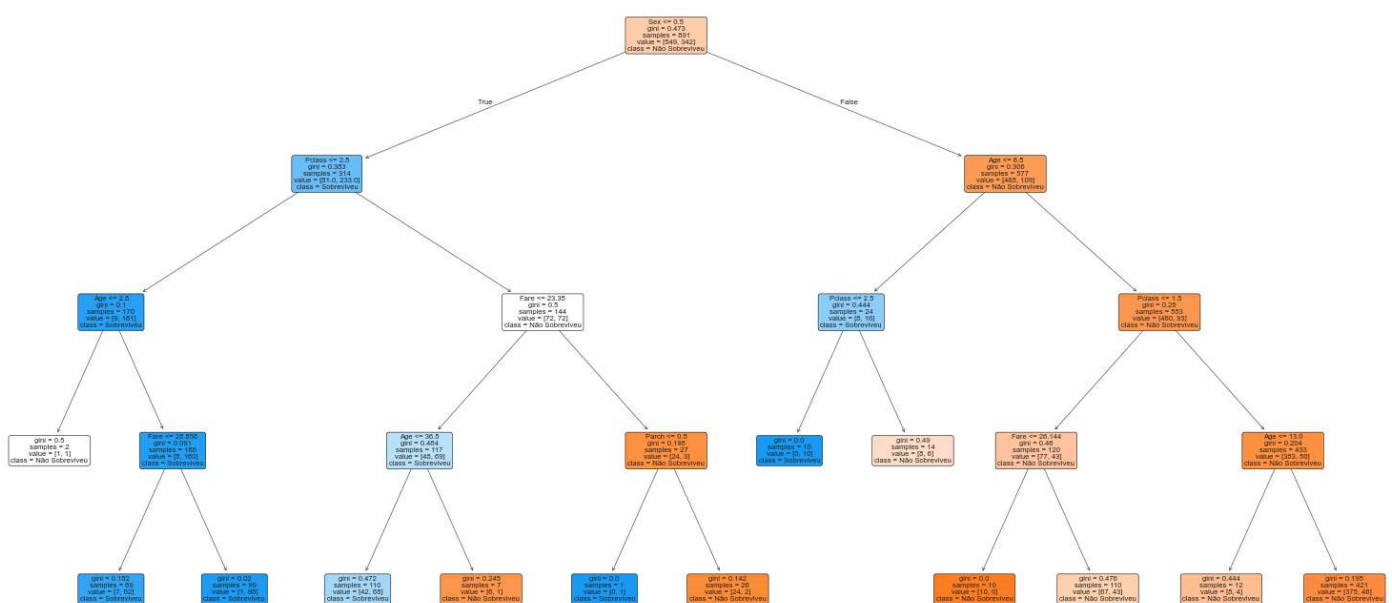 Sex <= 0.5
gini = 0.473
samples = 891
value = [549, 342]
class = Não Sobreviveu
True
False
Pclass <= 2.5
gini = 0.383
samples = 314
value = [81.0, 233.0]
class = Sobreviveu
Age <= 6.5
gini = 0.306
samples = 577
value = [468, 109]
class = Não Sobreviveu
Age <= 2.5
gini = 0.1
samples = 170
value = [9, 161]
class = Sobreviveu
Fare <= 23.35
gini = 0.5
samples = 144
value = [72, 72]
class = Não Sobreviveu
Pclass <= 2.5
gini = 0.444
samples = 24
value = [8, 16]
class = Sobreviveu
Pclass <= 1.5
gini = 0.28
samples = 553
value = [460, 93]
class = Não Sobreviveu
gini = 0.5
samples = 2
value = [1, 1]
class = Não Sobreviveu
Fare <= 28.856
gini = 0.091
samples = 168
value = [8, 160]
class = Sobreviveu
Age <= 36.5
gini = 0.484
samples = 117
value = [48, 69]
class = Sobreviveu
Parch <= 0.5
gini = 0.198
samples = 27
value = [24, 3]
class = Não Sobreviveu
gini = 0.0
samples = 10
value = [0, 10]
class = Sobreviveu
gini = 0.49
samples = 14
value = [8, 6]
class = Não Sobreviveu
Fare <= 26.144
gini = 0.46
samples = 120
value = [77, 43]
class = Não Sobreviveu
Age <= 13.0
gini = 0.204
samples = 433
value = [383, 50]
class = Não Sobreviveu
gini = 0.182
samples = 69
value = [7, 62]
class = Sobreviveu
gini = 0.02
samples = 99
value = [1, 98]
class = Sobreviveu
gini = 0.472
samples = 110
value = [42, 68]
class = Sobreviveu
gini = 0.245
samples = 7
value = [6, 1]
class = Não Sobreviveu
gini = 0.0
samples = 1
value = [0, 1]
class = Sobreviveu
gini = 0.142
samples = 26
value = [24, 2]
class = Não Sobreviveu
gini = 0.0
samples = 10
value = [10, 0]
class = Não Sobreviveu
gini = 0.476
samples = 110
value = [67, 43]
class = Não Sobreviveu
gini = 0.444
samples = 12
value = [8, 4]
class = Não Sobreviveu
gini = 0.195
samples = 421
value = [375, 46]
class = Não Sobreviveu